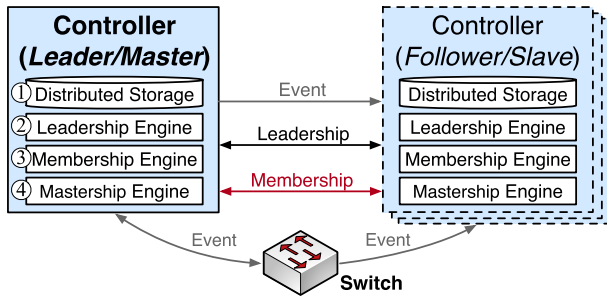 Controller
(Leader/Master)
1 Distributed Storage
2 Leadership Engine
3 Membership Engine
4 Mastership Engine
Event
Leadership
Membership
Controller
(Follower/Slave)
Distributed Storage
Leadership Engine
Membership Engine
Mastership Engine
Event
Event
Switch